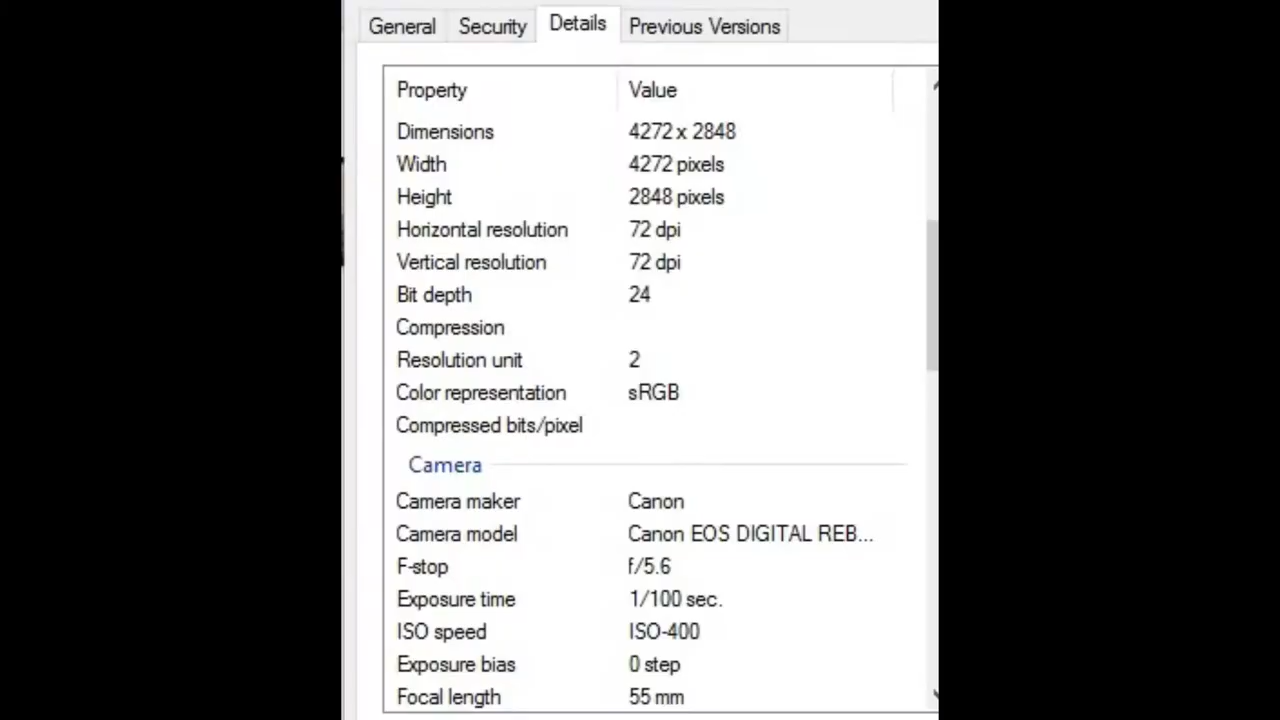 General Security Details Previous Versions
Property Value
Dimensions 4272 x 2848
Width 4272 pixels
Height 2848 pixels
Horizontal resolution 72 dpi
Vertical resolution 72 dpi
Bit depth 24
Compression
Resolution unit 2
Color representation sRGB
Compressed bits/pixel
Camera
Camera maker Canon
Camera model Canon EOS DIGITAL REB...
F-stop f/5.6
Exposure time 1/100 sec.
ISO speed ISO-400
Exposure bias 0 step
Focal length 55 mm